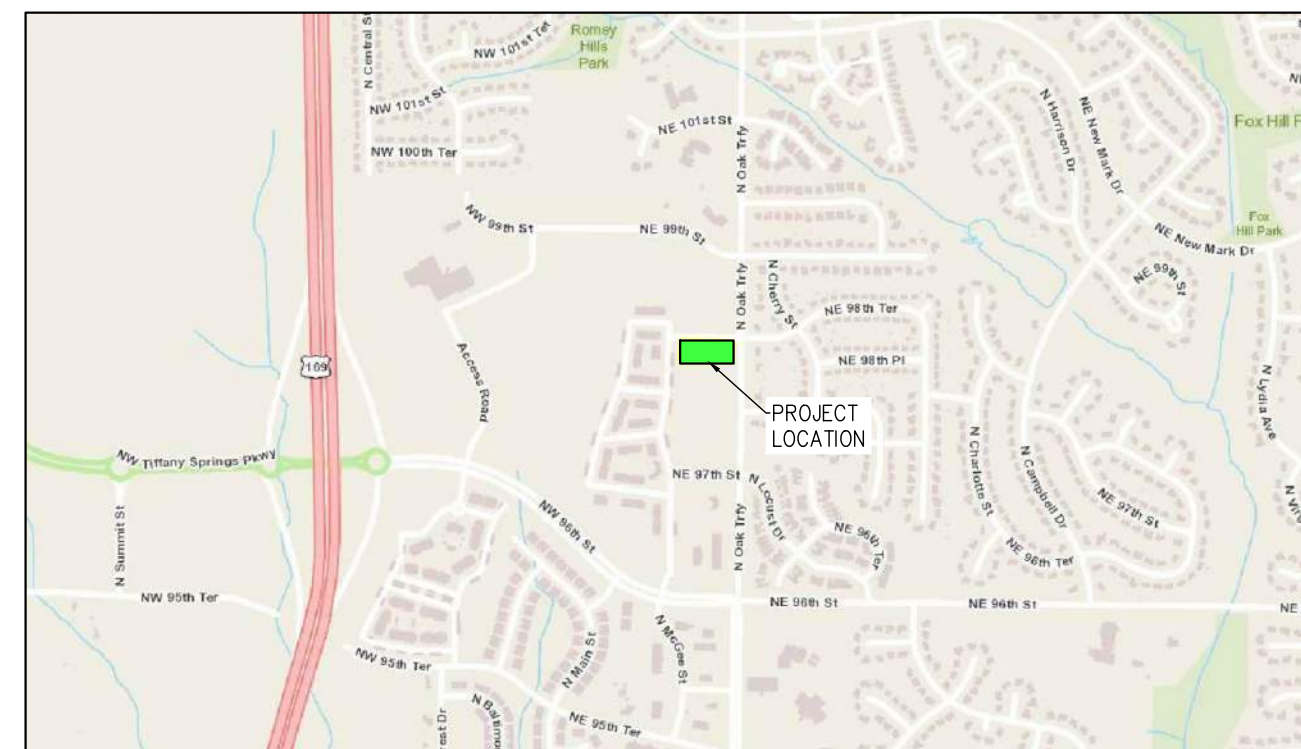 N Central St
NW 101st Ter
Romey
Hills
Park
NW 101st St
NW 100th Ter
NE 101st St
N Oak Trfy
N Harrison Dr
NE New Mark Dr
Fox Hill
Fox
Hill Park
NE New Mark Dr
NE 99th St
NW 99th St
NE 99th St
N Oak Trfy
N Cherry St
NE 98th Ter
NE 98th Pl
169
Access Road
PROJECT
LOCATION
N Lydia Ave
NW Tiffany Springs Pkwy
NE 97th St
N Locust Dr
N Charlotte St
N Campbell Dr
NE 97th St
N Oak Trfy
NW 96th St
NE 96th Ter
NE 96th Ter
N Summit St
NW 95th Ter
NE 96th St
NE 96th St
NE
N McGee St
N Main St
NW 95th Ter
NE 95th Ter